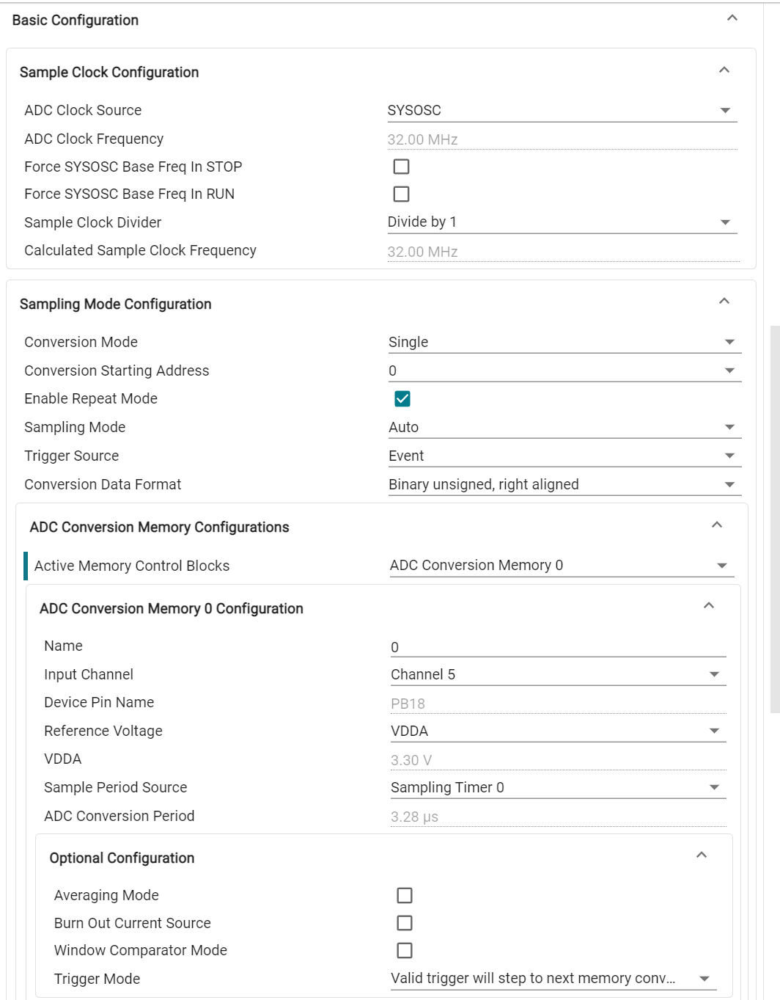 Basic Configuration
Sample Clock Configuration
ADC Clock Source SYSOSC
ADC Clock Frequency 32.00 MHz
Force SYSOSC Base Freq In STOP
Force SYSOSC Base Freq In RUN
Sample Clock Divider Divide by 1
Calculated Sample Clock Frequency 32.00 MHz
Sampling Mode Configuration
Conversion Mode Single
Conversion Starting Address 0
Enable Repeat Mode
Sampling Mode Auto
Trigger Source Event
Conversion Data Format Binary unsigned, right aligned
ADC Conversion Memory Configurations
Active Memory Control Blocks ADC Conversion Memory 0
ADC Conversion Memory 0 Configuration
Name 0
Input Channel Channel 5
Device Pin Name PB18
Reference Voltage VDDA
VDDA 3.30 V
Sample Period Source Sampling Timer 0
ADC Conversion Period 3.28 µs
Optional Configuration
Averaging Mode
Burn Out Current Source
Window Comparator Mode
Trigger Mode Valid trigger will step to next memory conv...